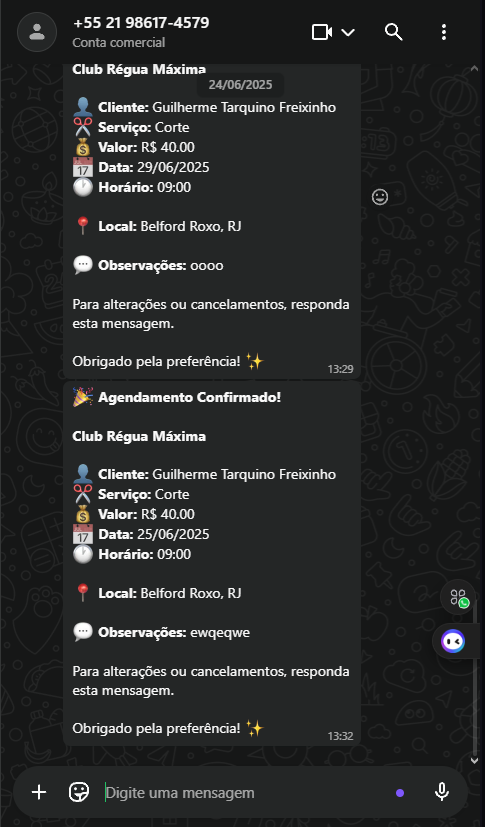 +55 21 98617-4579
Conta comercial
Club Régua Máxima
24/06/2025
Cliente: Guilherme Tarquino Freixinho
Serviço: Corte
Valor: R$ 40.00
17 Data: 29/06/2025
Horário: 09:00
Local: Belford Roxo, RJ
Observações: oooo
Para alterações ou cancelamentos, responda
esta mensagem.
Obrigado pela preferência!
13:29
Agendamento Confirmado!
Club Régua Máxima
Cliente: Guilherme Tarquino Freixinho
Serviço: Corte
Valor: R$ 40.00
17 Data: 25/06/2025
Horário: 09:00
Local: Belford Roxo, RJ
Observações: ewqeqwe
Para alterações ou cancelamentos, responda
esta mensagem.
Obrigado pela preferência!
13:32
Digite uma mensagem